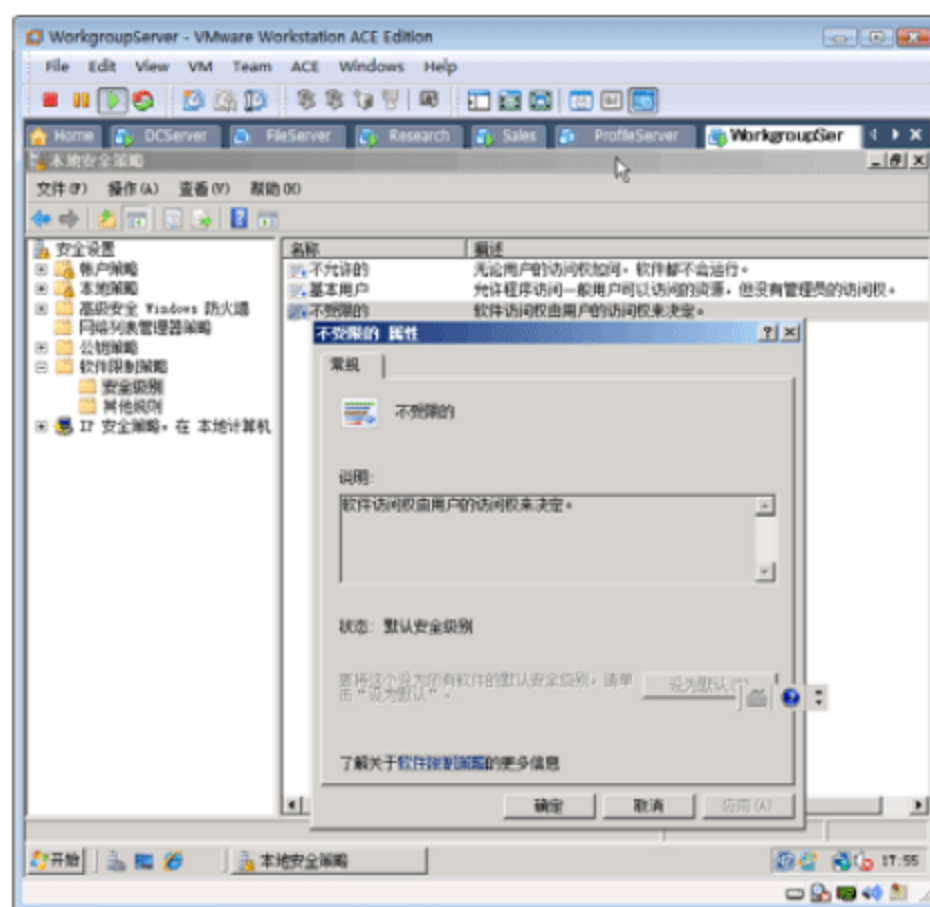 WorkgroupServer - VMware Workstation ACE Edition
File Edit View VM Team ACE Windows Help
Home DCServer FileServer Research Sales ProfileServer WorkgroupSer
本地安全策略
文件(F) 操作(A) 查看(V) 帮助(H)
安全设置
帐户策略
本地策略
高级安全 Windows 防火墙
网络列表管理器策略
公钥策略
软件限制策略
安全级别
其他规则
IP 安全策略，在 本地计算机
名称 描述
不允许的 无论用户的访问权如何，软件都不会运行。
基本用户 允许程序访问一般用户可以访问的资源，但没有管理员的访问权。
不受限的 软件访问权由用户的访问权来决定。
不受限的 属性
常规
不受限的
说明:
软件访问权由用户的访问权来决定。
状态: 默认安全级别
要将这个设为所有软件的默认安全级别，请单
击“设为默认”。
设为默认
了解关于软件限制策略的更多信息
确定 取消 应用(A)
开始 本地安全策略 17:55